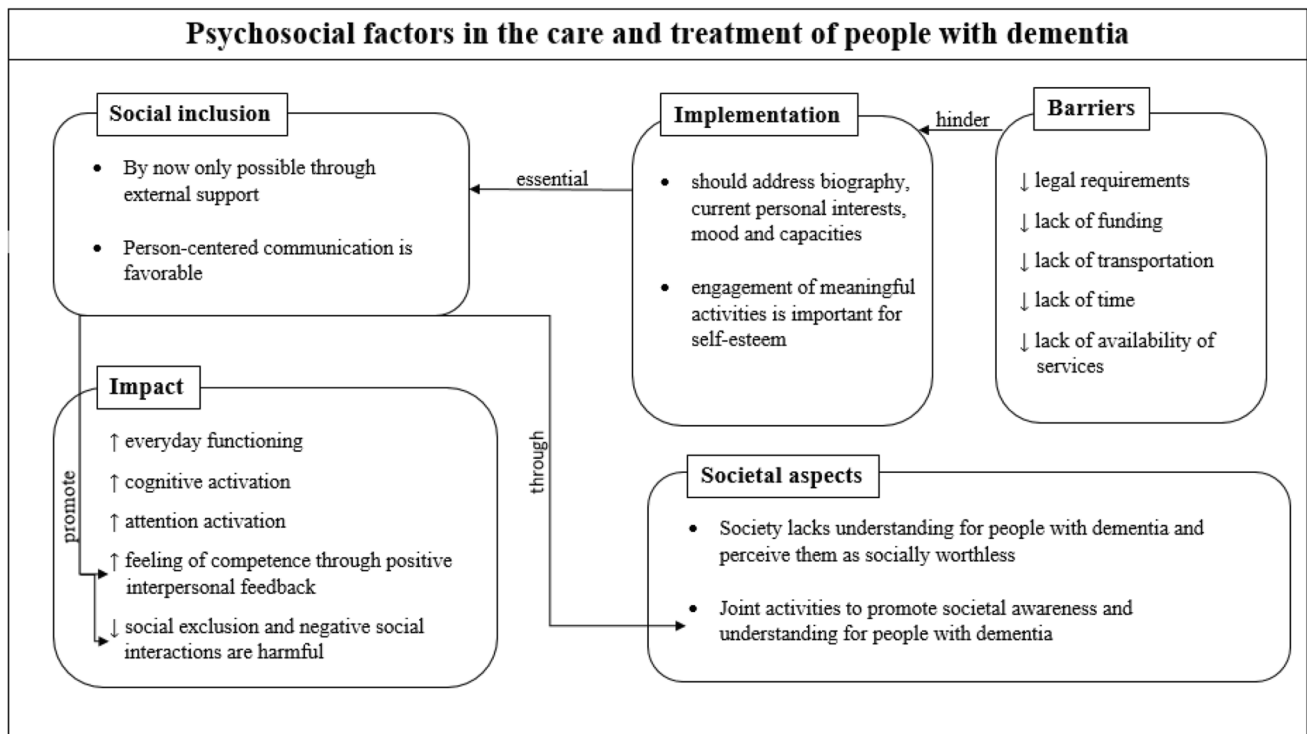 Psychosocial factors in the care and treatment of people with dementia
Social inclusion
• By now only possible through
external support
• Person-centered communication is
favorable
essential
Implementation
• should address biography,
current personal interests,
mood and capacities
• engagement of meaningful
activities is important for
self-esteem
hinder
Barriers
↓ legal requirements
↓ lack of funding
↓ lack of transportation
↓ lack of time
↓ lack of availability of
services
promote
Impact
↑ everyday functioning
↑ cognitive activation
↑ attention activation
↑ feeling of competence through positive
interpersonal feedback
↓ social exclusion and negative social
interactions are harmful
through
Societal aspects
• Society lacks understanding for people with dementia and
perceive them as socially worthless
• Joint activities to promote societal awareness and
understanding for people with dementia